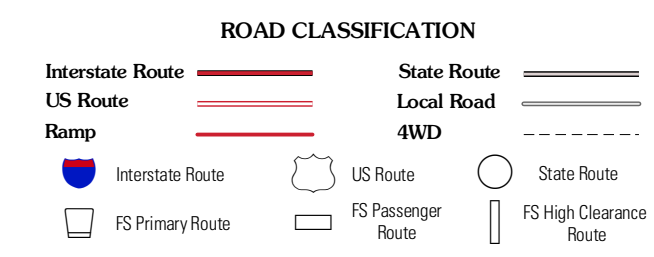 ROAD CLASSIFICATION
Interstate Route
State Route
US Route
Local Road
Ramp
4WD
Interstate Route
US Route
State Route
FS Primary Route
FS Passenger
Route
FS High Clearance
Route